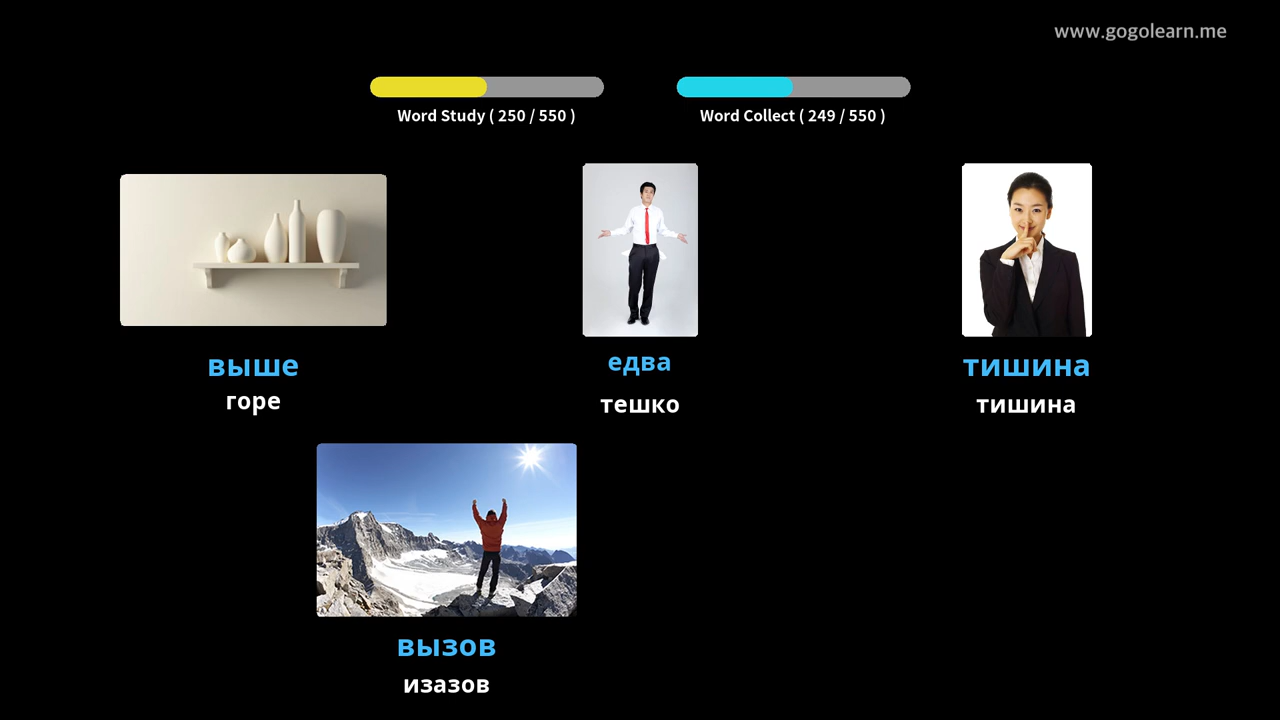 www.gogolearn.me
Word Study ( 250 / 550 )
Word Collect ( 249 / 550 )
выше
горе
едва
тешко
тишина
тишина
вызов
изазов